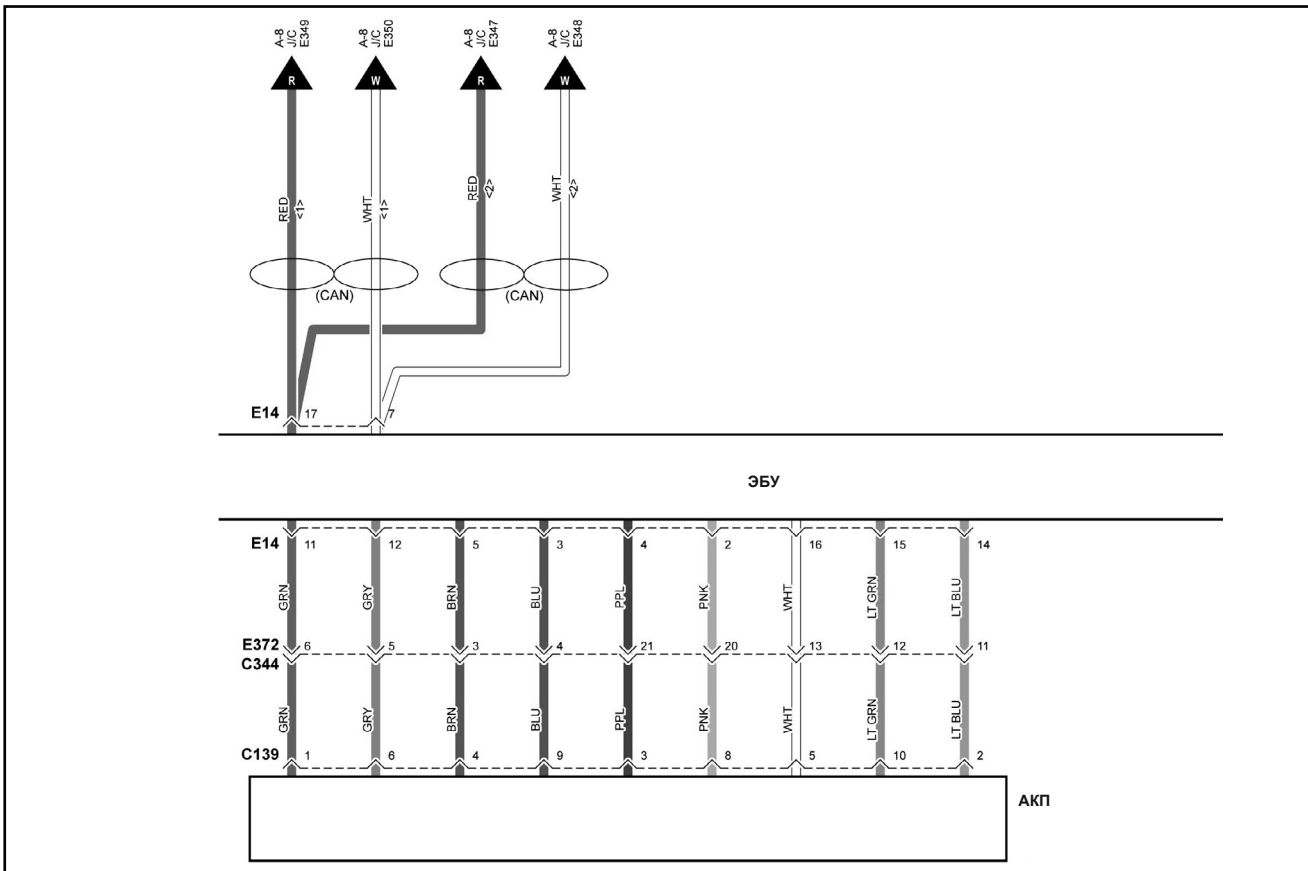 A-8 J/C E349
A-8 J/C E350
A-8 J/C E347
A-8 J/C E348
R W R W
RED <1>
WHT <1>
RED <2>
WHT <2>
(CAN) (CAN)
E14 17 7
ЭБУ
E14 11 12 5 3 4 2 16 15 14
GRN GRY BRN BLU PPL PNK WHT LT GRN LT BLU
E372 6 5 3 4 21 20 13 12 11
C344
GRN GRY BRN BLU PPL PNK WHT LT GRN LT BLU
C139 1 6 4 9 3 8 5 10 2
АКП